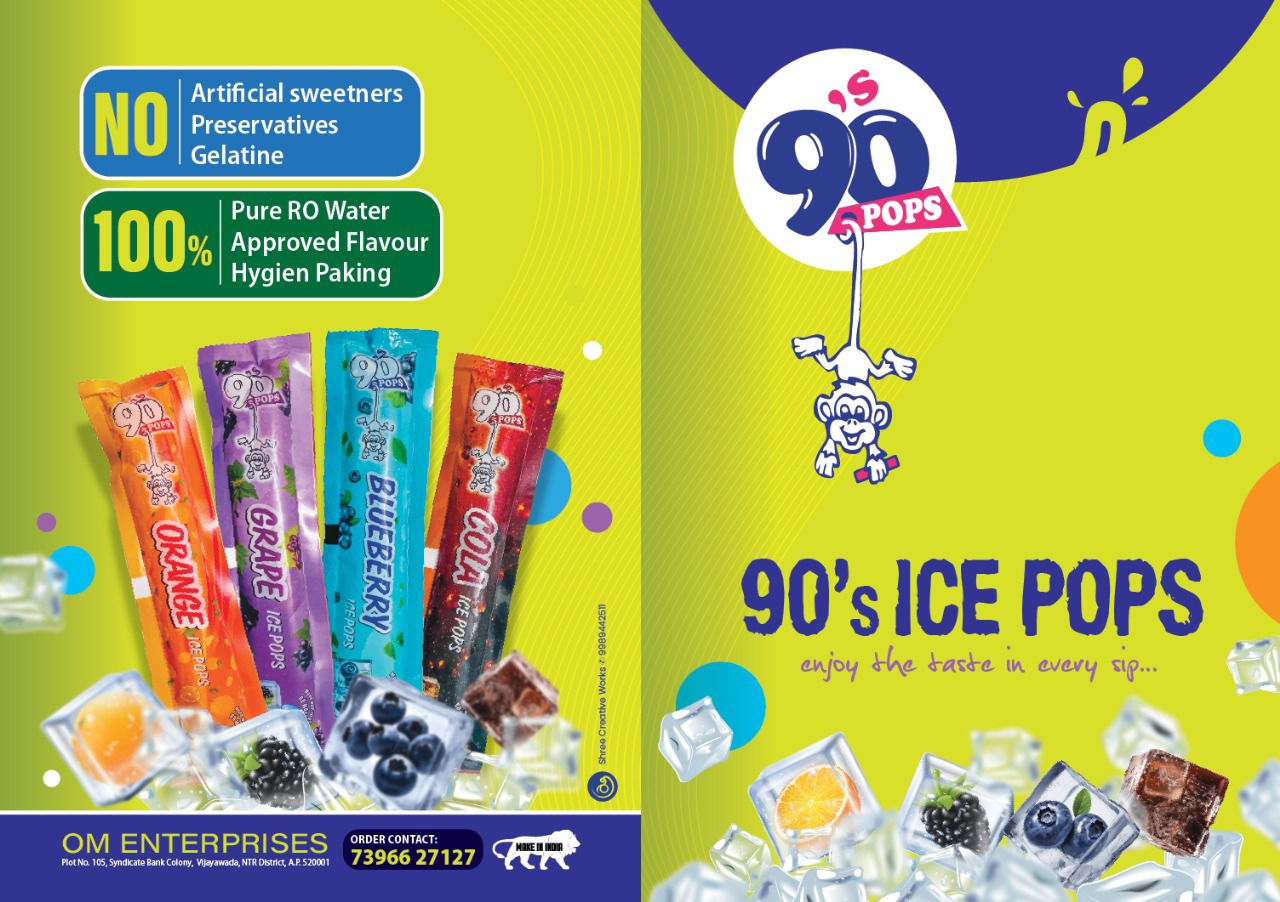 NO
Artificial sweetners
Preservatives
Gelatine
100%
Pure RO Water
Approved Flavour
Hygien Paking
90's
POPS
ORANGE
ICE POPS
90's
POPS
GRAPE
ICE POPS
90's
POPS
BLUEBERRY
ICE POPS
90's
POPS
COLA
ICE POPS
Shree Creative Works ✆ 9989442511
OM ENTERPRISES
Plot No. 105, Syndicate Bank Colony, Vijayawada, NTR District, A.P. 520001
ORDER CONTACT:
73966 27127
MAKE IN INDIA
90's
POPS
90's ICE POPS
enjoy the taste in every sip...